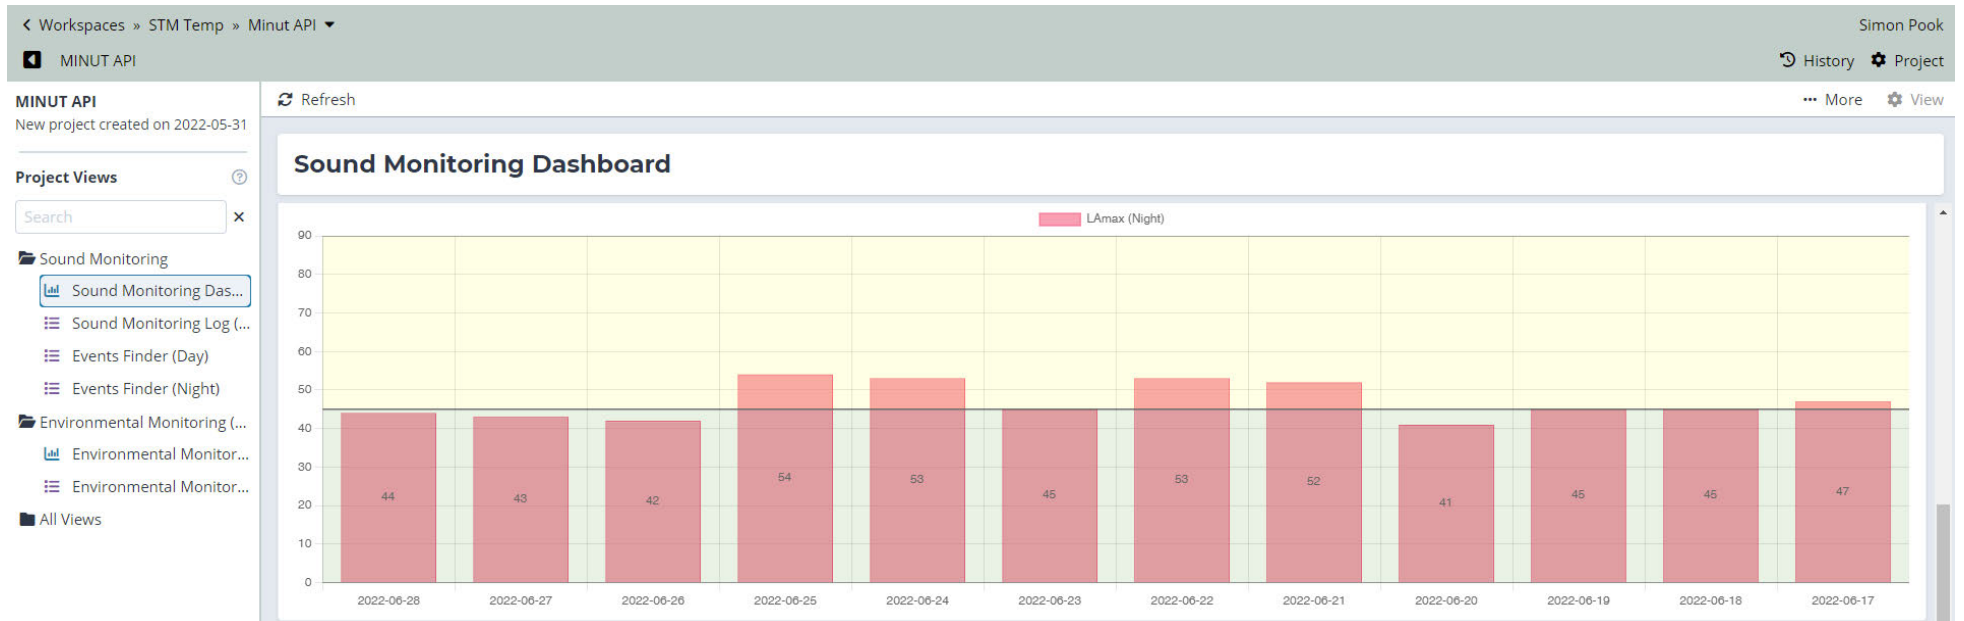 Workspaces » STM Temp » Minut API
Simon Pook
MINUT API
History Project
MINUT API
New project created on 2022-05-31
Project Views
Search
Sound Monitoring
Sound Monitoring Das...
Sound Monitoring Log (...
Events Finder (Day)
Events Finder (Night)
Environmental Monitoring (...
Environmental Monitor...
Environmental Monitor...
All Views
Refresh
More View
Sound Monitoring Dashboard
LAmax (Night)
90
80
70
60
50
40
30
20
10
0
44 43 42 54 53 45 53 52 41 45 45 47
2022-06-28 2022-06-27 2022-06-26 2022-06-25 2022-06-24 2022-06-23 2022-06-22 2022-06-21 2022-06-20 2022-06-19 2022-06-18 2022-06-17